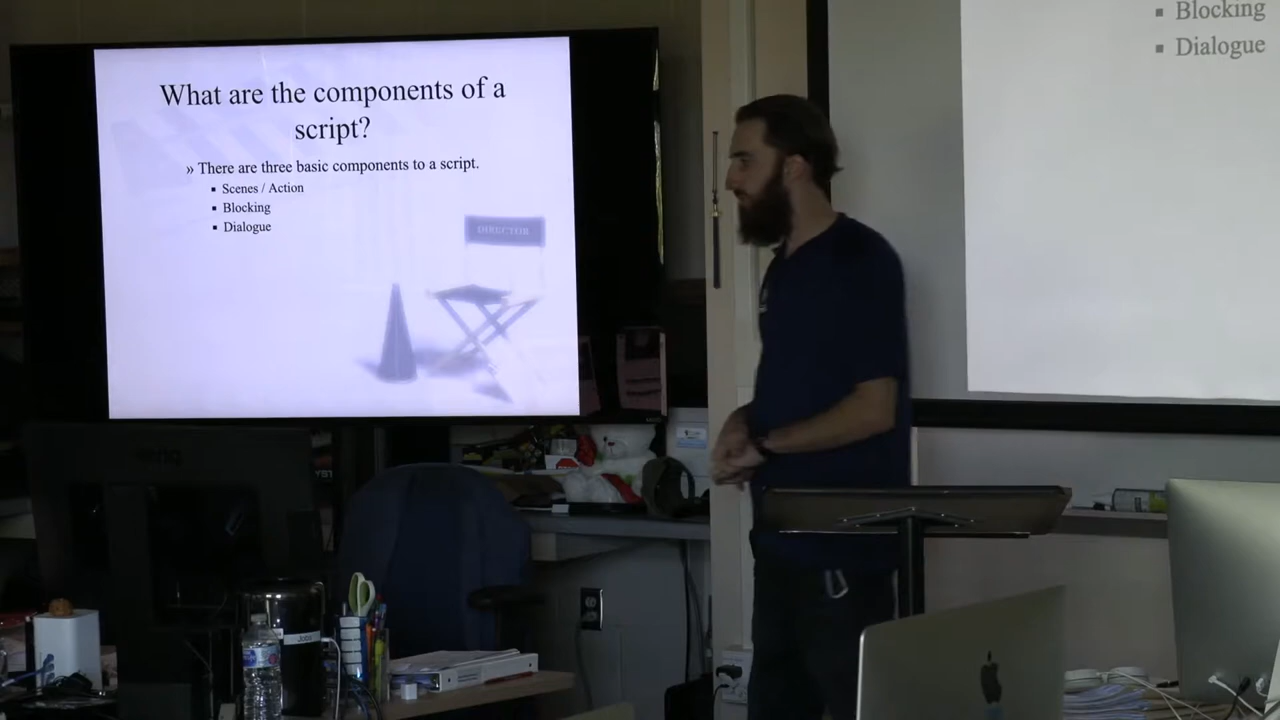 What are the components of a
script?
» There are three basic components to a script.
▪ Scenes / Action
▪ Blocking
▪ Dialogue
DIRECTOR
▪ Blocking
▪ Dialogue
BenQ